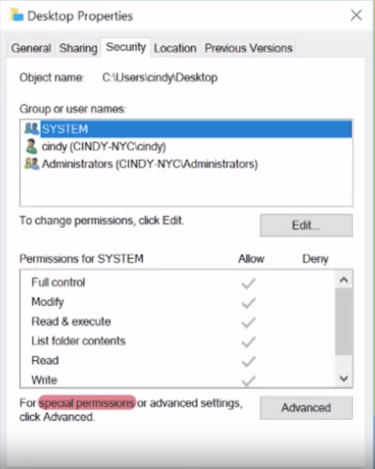 Desktop Properties
General Sharing Security Location Previous Versions
Object name: C:\Users\cindy\Desktop
Group or user names:
SYSTEM
cindy (CINDY-NYC\cindy)
Administrators (CINDY-NYC\Administrators)
To change permissions, click Edit.
Edit...
Permissions for SYSTEM Allow Deny
Full control
Modify
Read & execute
List folder contents
Read
Write
For special permissions or advanced settings,
click Advanced.
Advanced